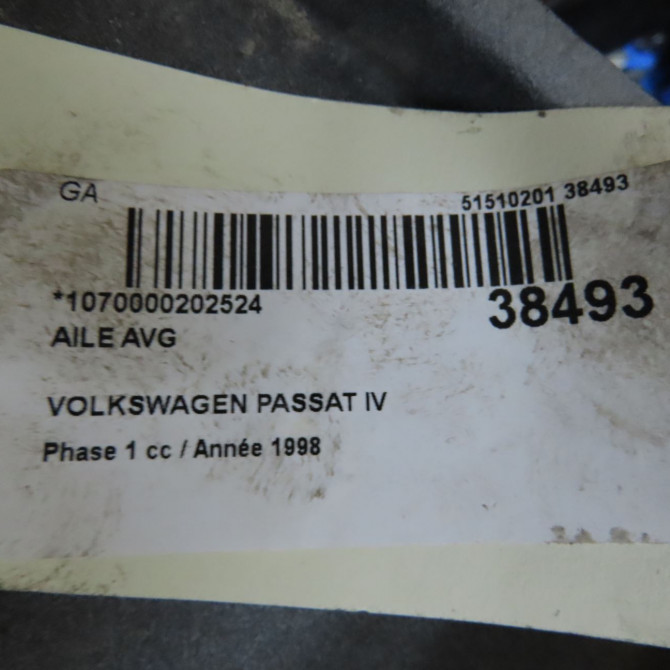 GA 51510201 38493
*1070000202524 38493
AILE AVG
VOLKSWAGEN PASSAT IV
Phase 1 cc / Année 1998